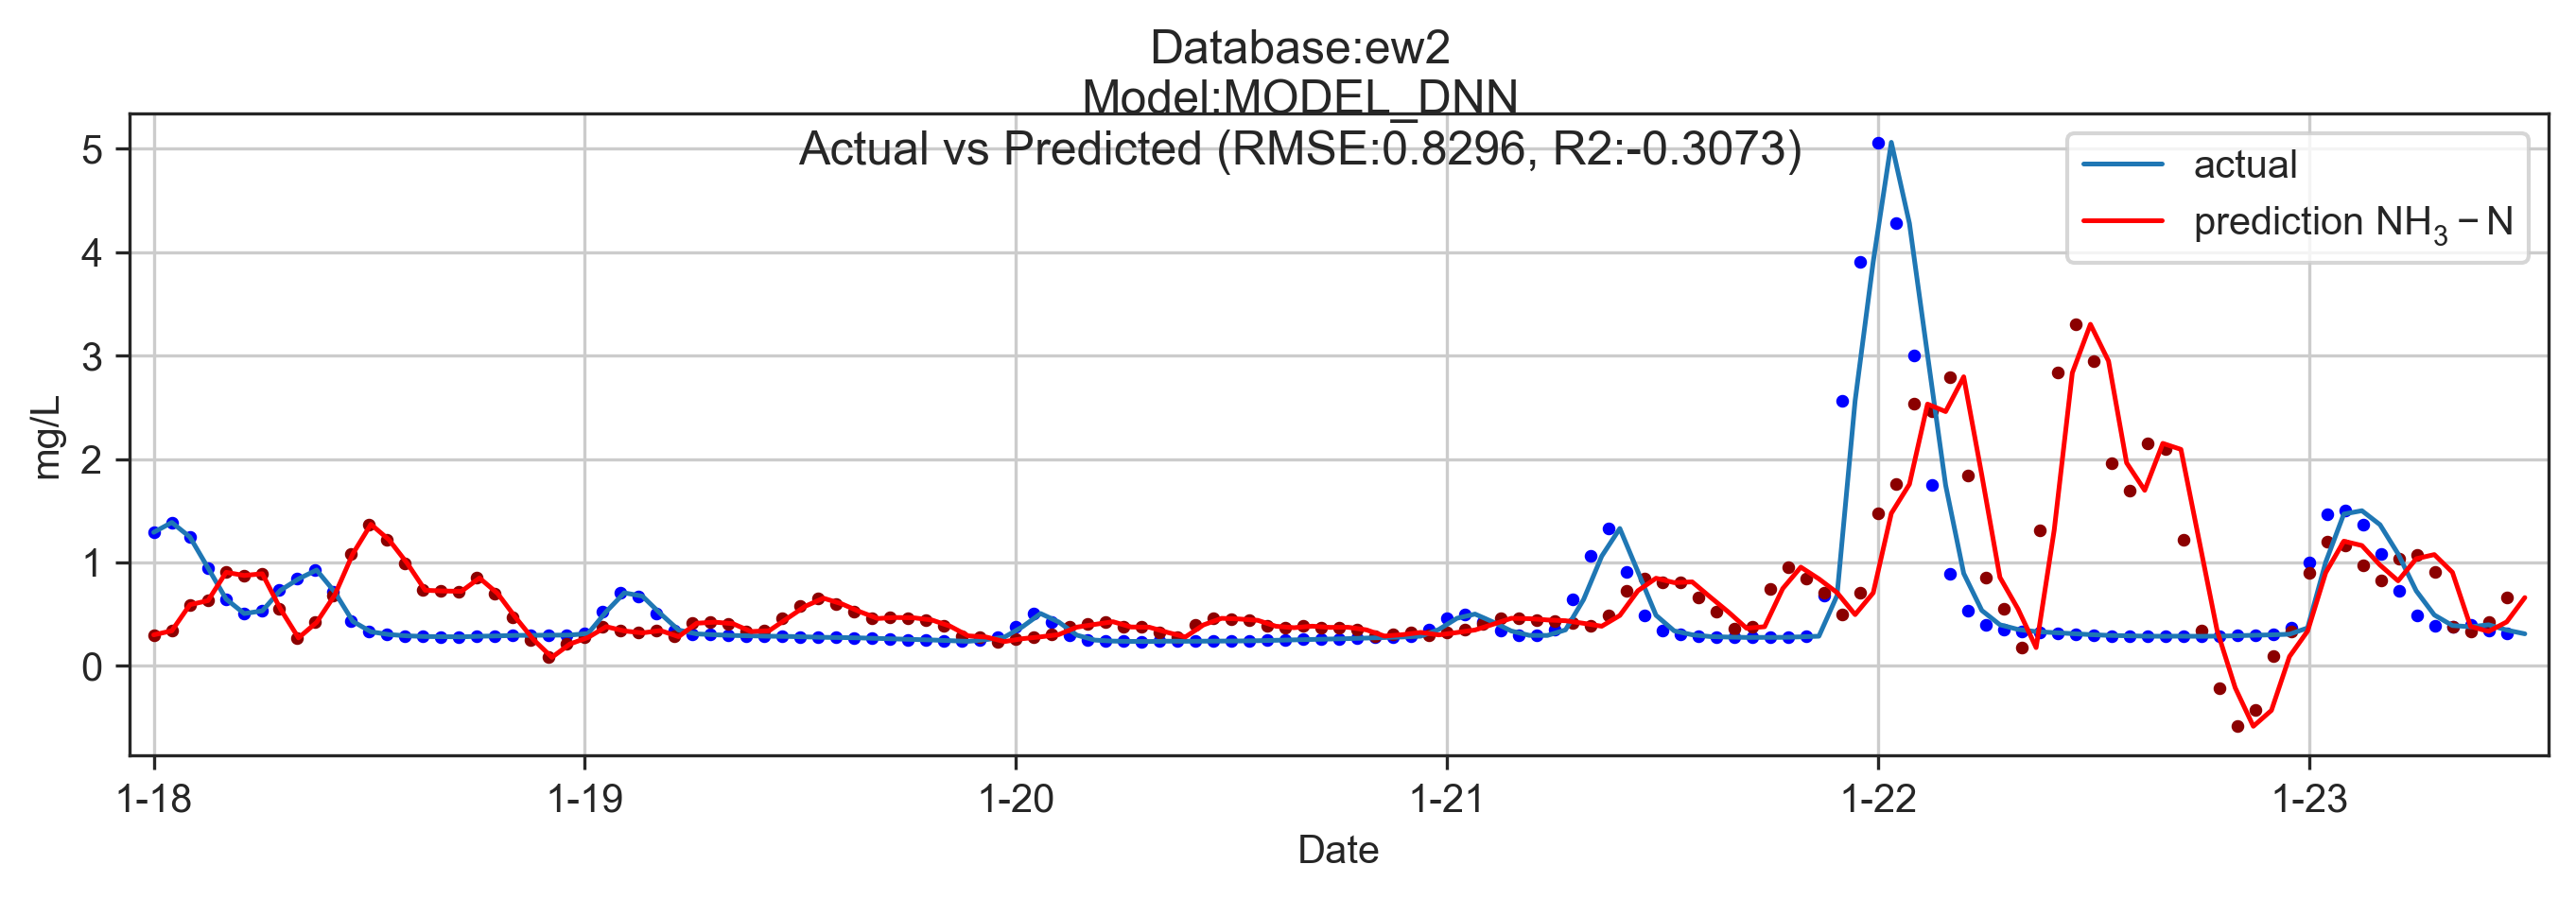 Database:ew2
Model:MODEL_DNN
Actual vs Predicted (RMSE:0.8296, R2:-0.3073)
actual
prediction NH₃ − N
mg/L
5
4
3
2
1
0
1-18 1-19 1-20 1-21 1-22 1-23
Date